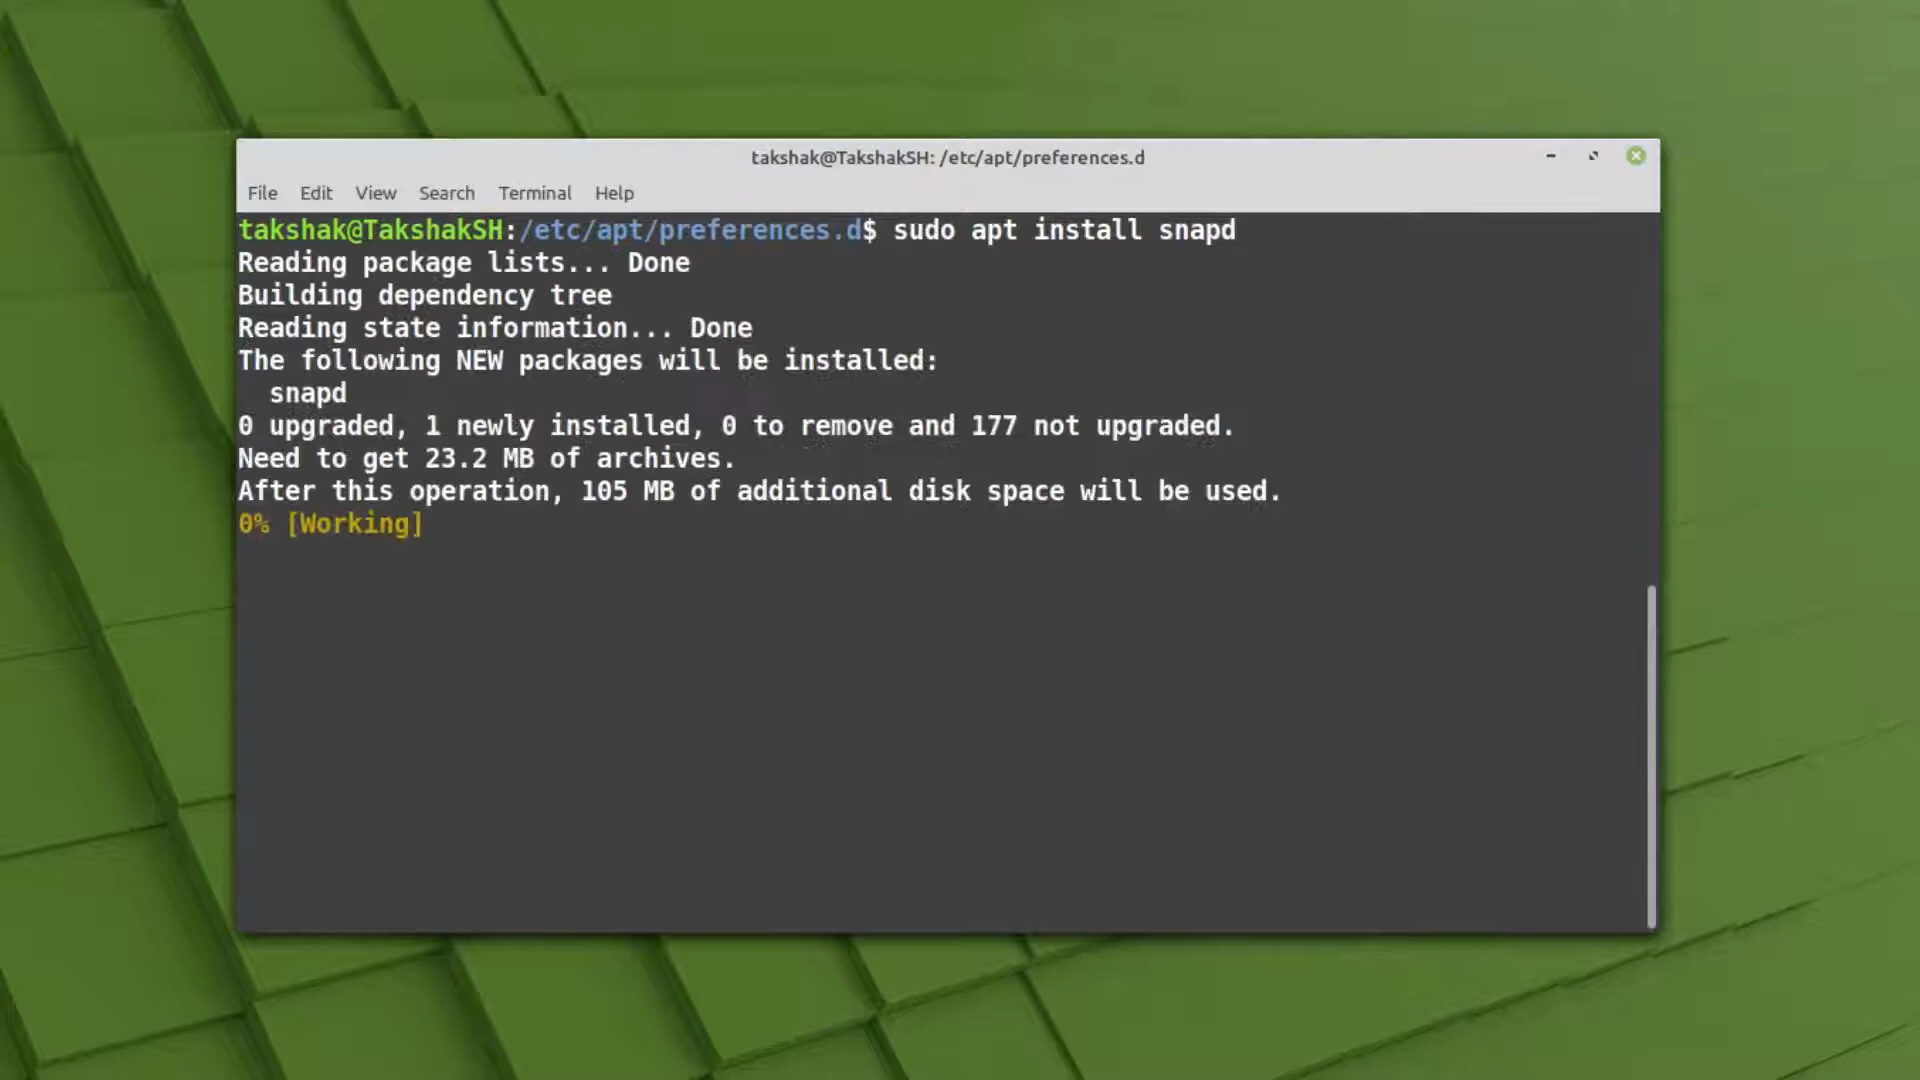 takshak@TakshakSH: /etc/apt/preferences.d
File Edit View Search Terminal Help
takshak@TakshakSH:/etc/apt/preferences.d$ sudo apt install snapd
Reading package lists... Done
Building dependency tree
Reading state information... Done
The following NEW packages will be installed:
  snapd
0 upgraded, 1 newly installed, 0 to remove and 177 not upgraded.
Need to get 23.2 MB of archives.
After this operation, 105 MB of additional disk space will be used.
0% [Working]